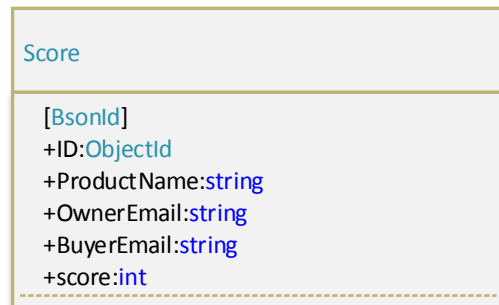 Score
[BsonId]
+ID:ObjectId
+ProductName:string
+OwnerEmail:string
+BuyerEmail:string
+score:int